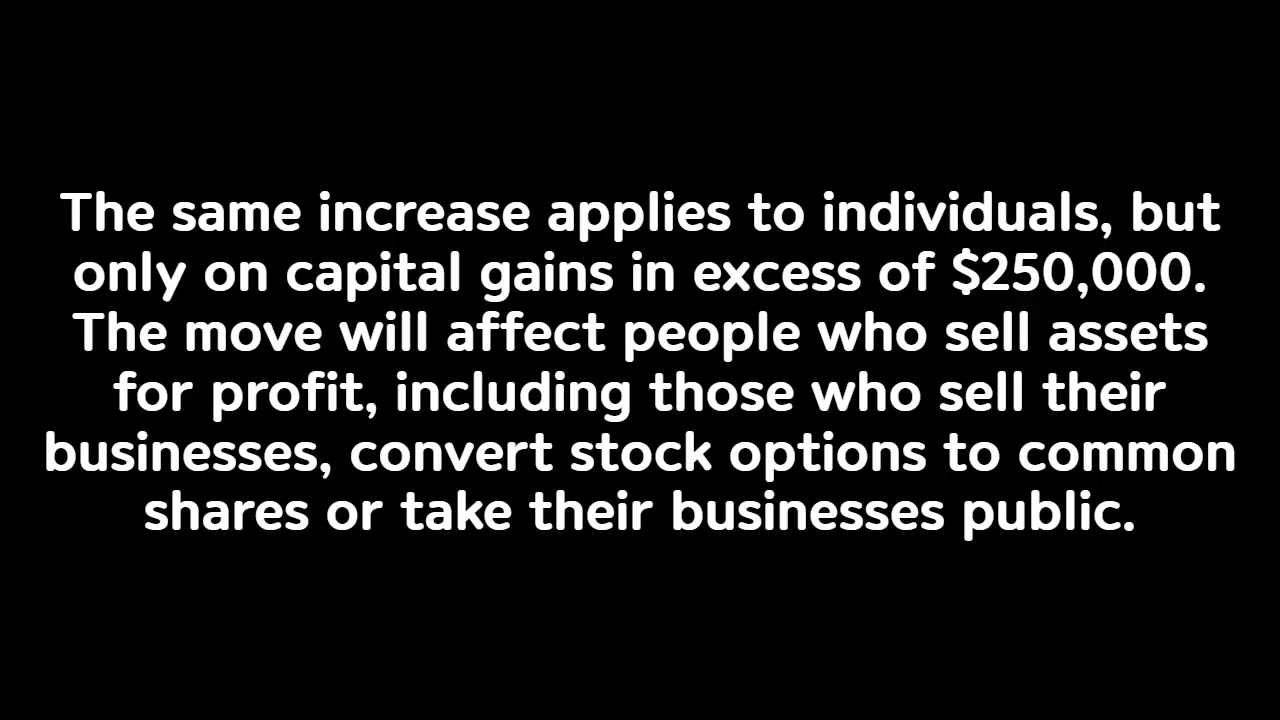 The same increase applies to individuals, but
only on capital gains in excess of $250,000.
The move will affect people who sell assets
for profit, including those who sell their
businesses, convert stock options to common
shares or take their businesses public.